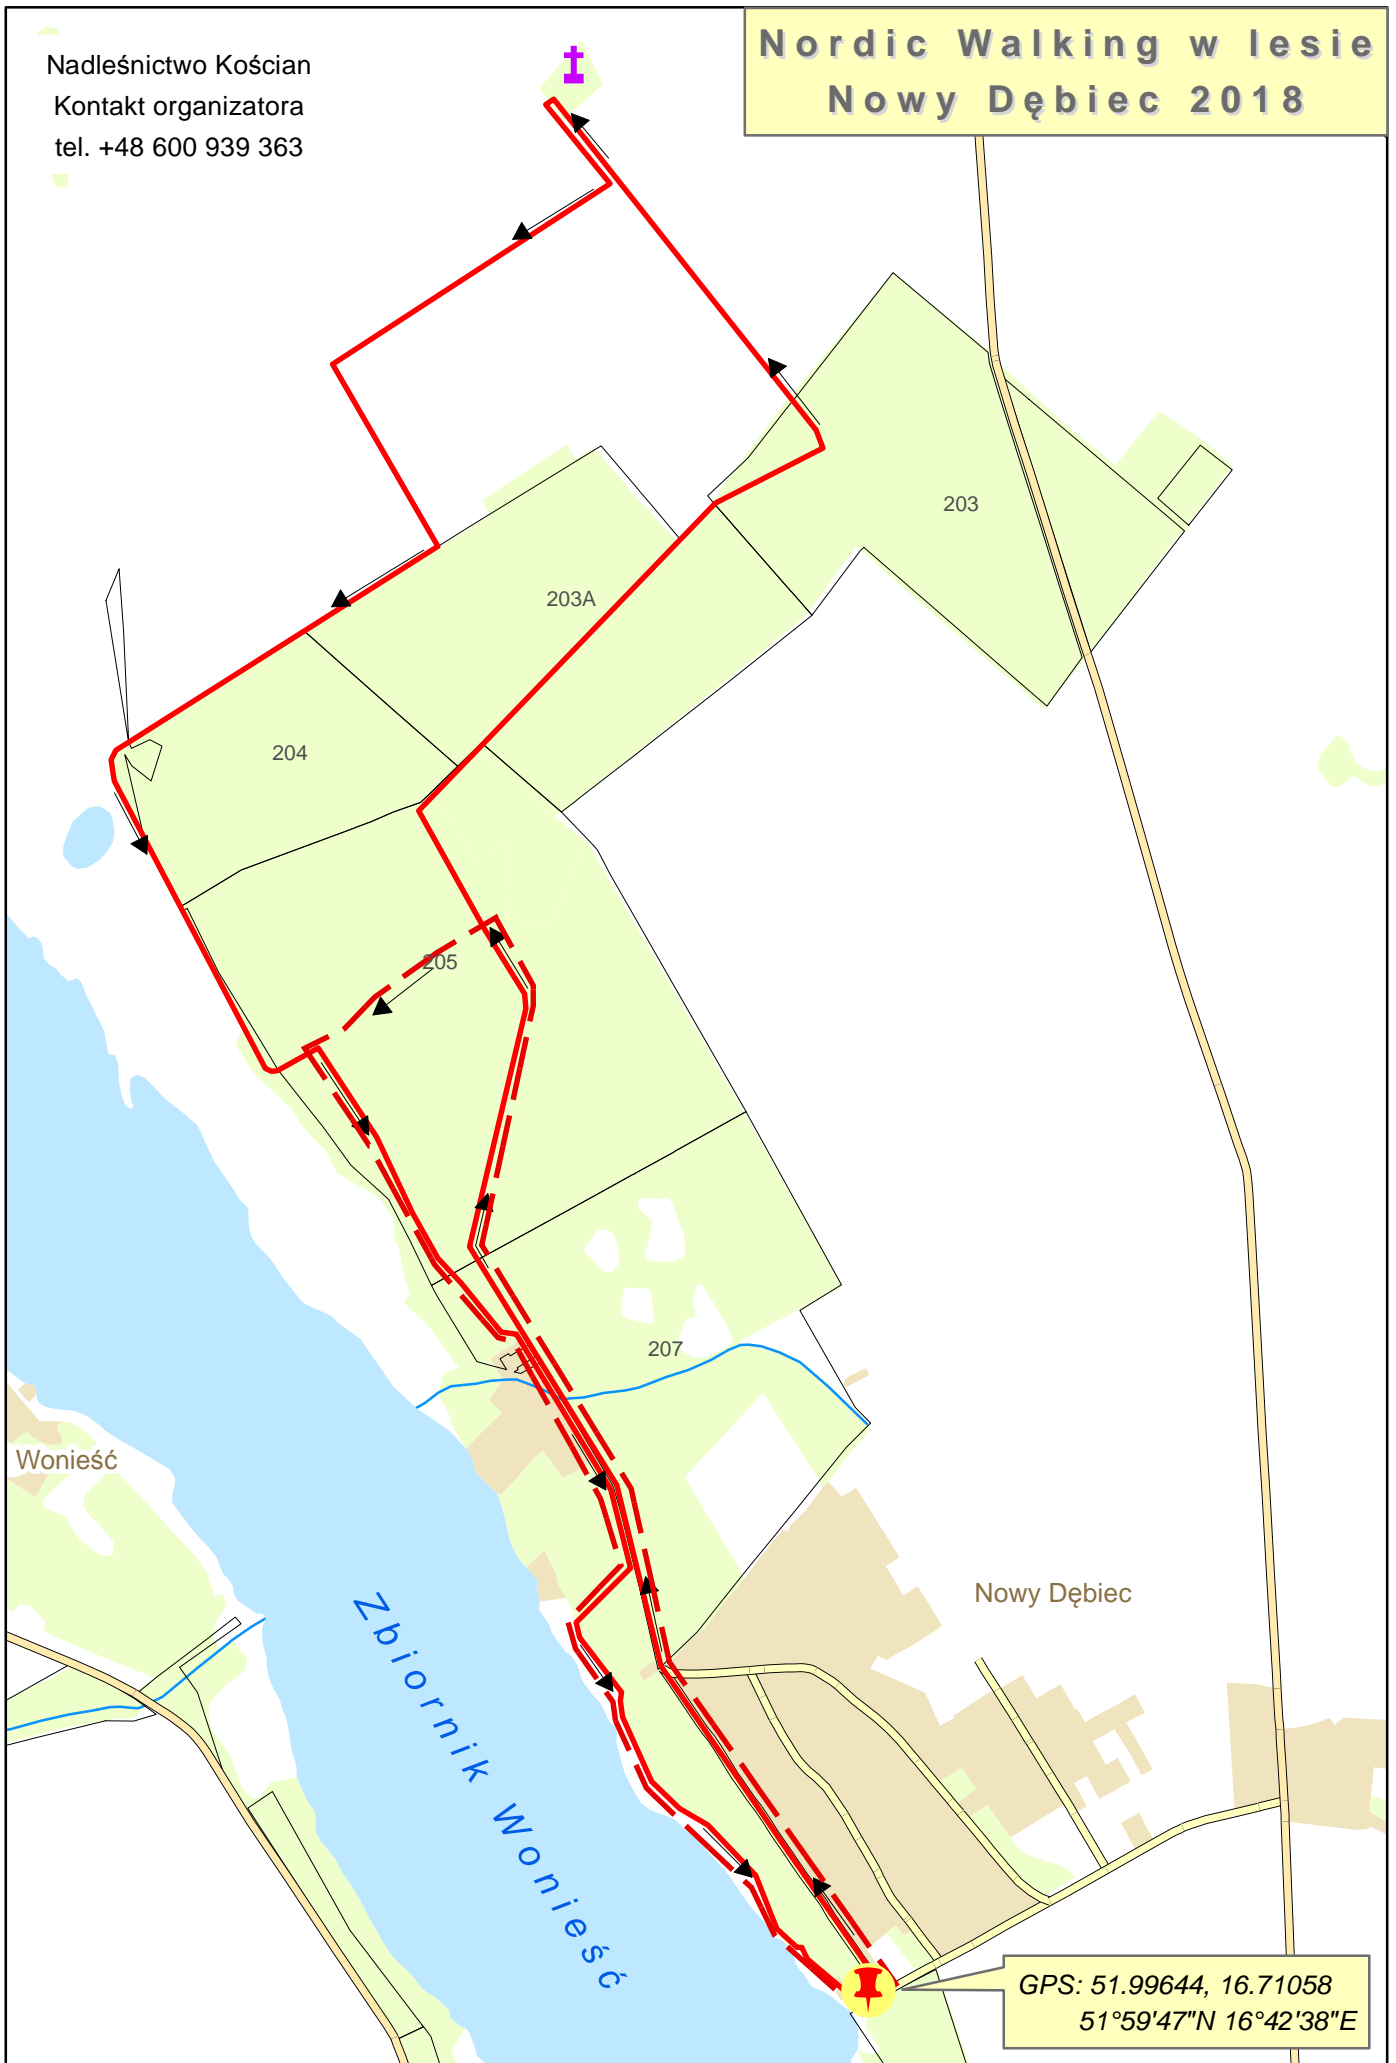 Nadleśnictwo Kościan
Kontakt organizatora
tel. +48 600 939 363
Nordic Walking w lesie
Nowy Dębiec 2018
203
203A
204
205
207
Wonieść
Nowy Dębiec
Zbiornik Wonieść
GPS: 51.99644, 16.71058
51°59'47"N 16°42'38"E